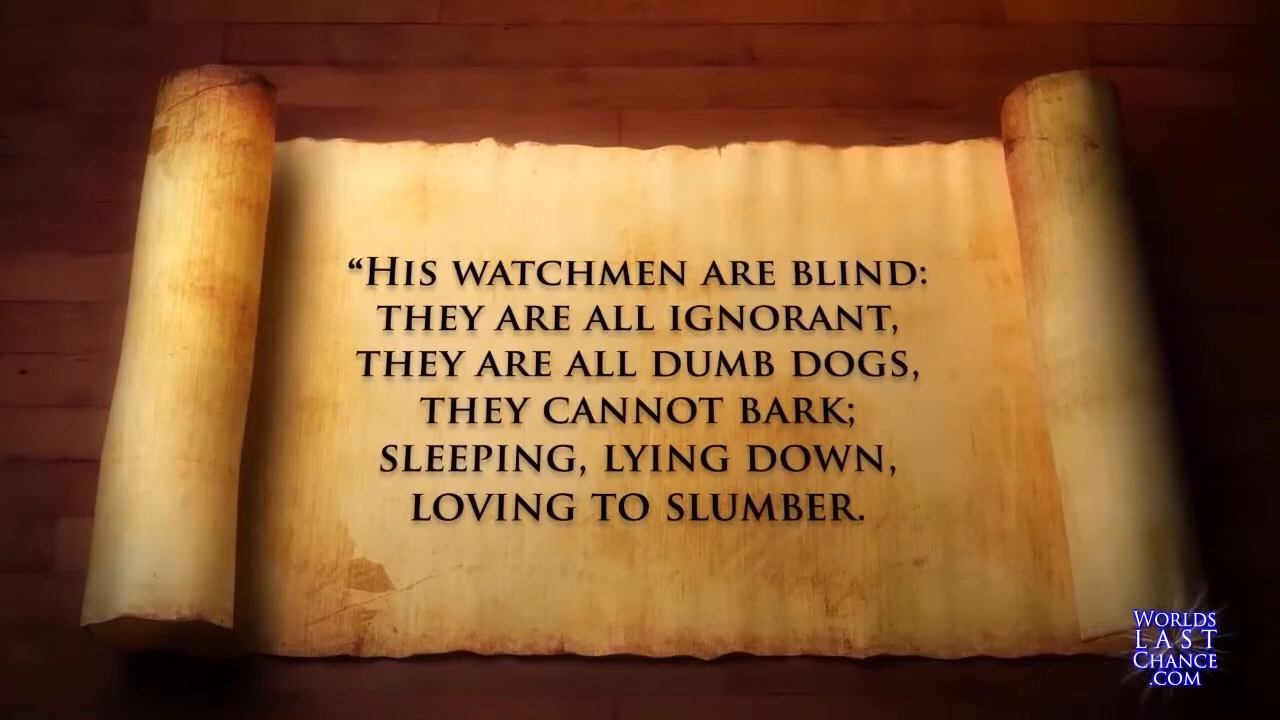 “His watchmen are blind:
they are all ignorant,
they are all dumb dogs,
they cannot bark;
sleeping, lying down,
loving to slumber.
Worlds
Last
Chance
.com